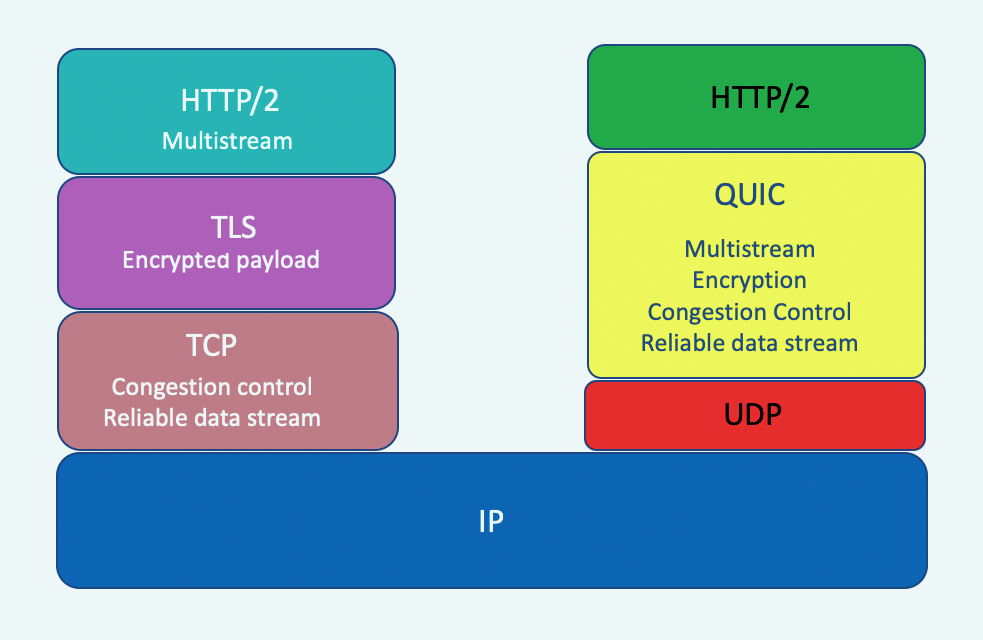 HTTP/2
Multistream
TLS
Encrypted payload
TCP
Congestion control
Reliable data stream
HTTP/2
QUIC
Multistream
Encryption
Congestion Control
Reliable data stream
UDP
IP